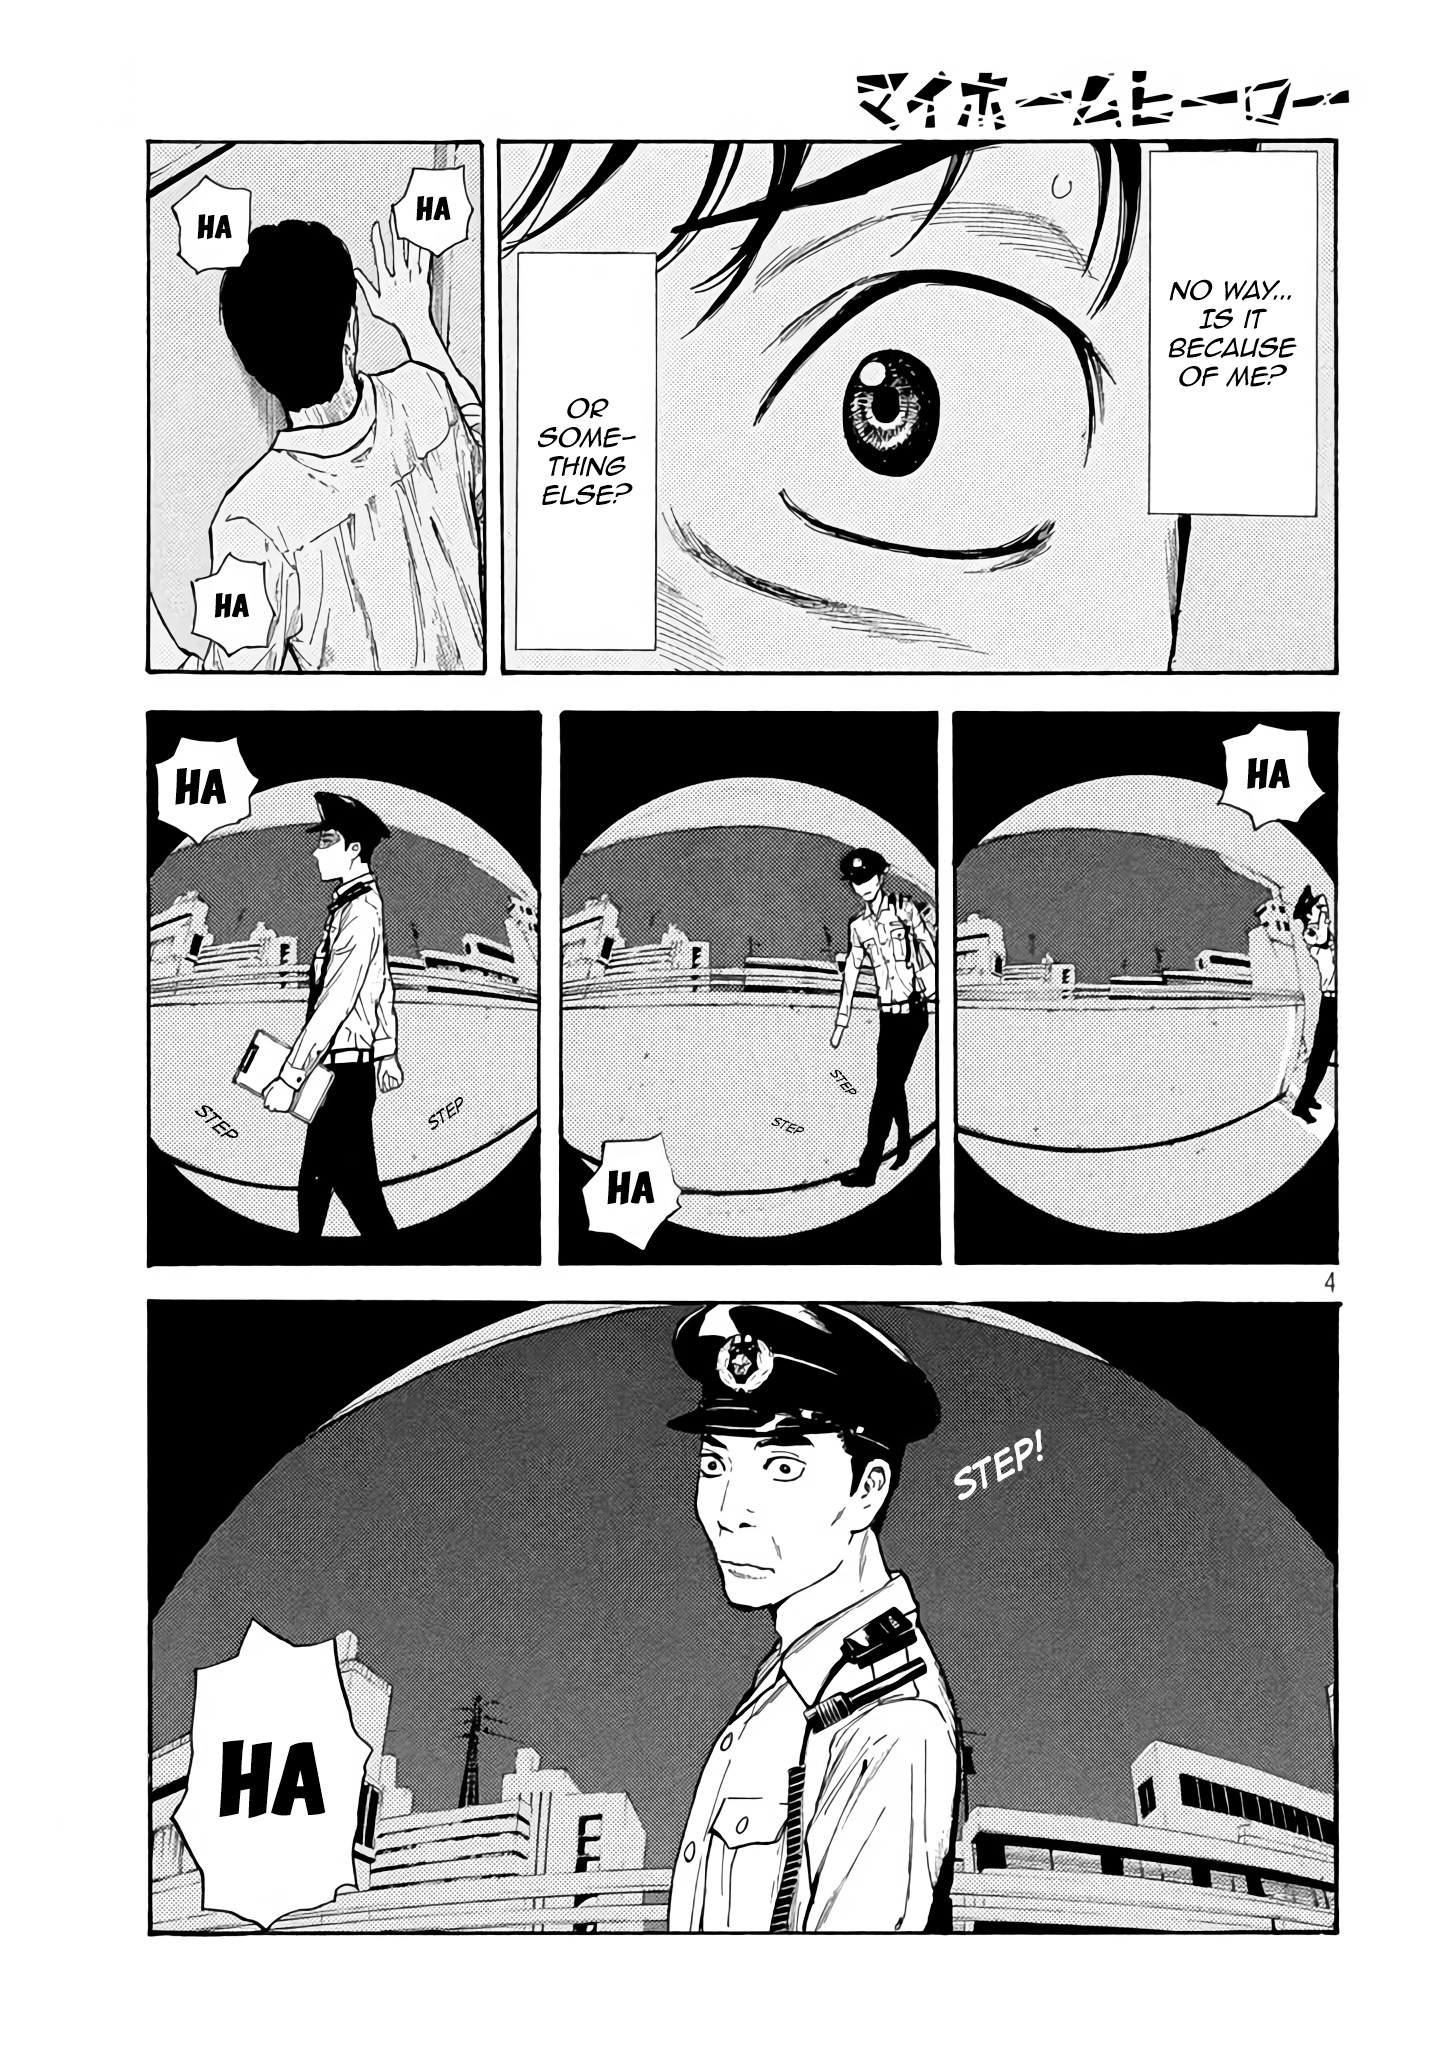 マイホームヒーロー
NO WAY...
IS IT
BECAUSE
OF ME?
OR
SOME-
THING
ELSE?
HA
HA
HA
HA
STEP
STEP
HA
HA
STEP
STEP
4
STEP!
HA